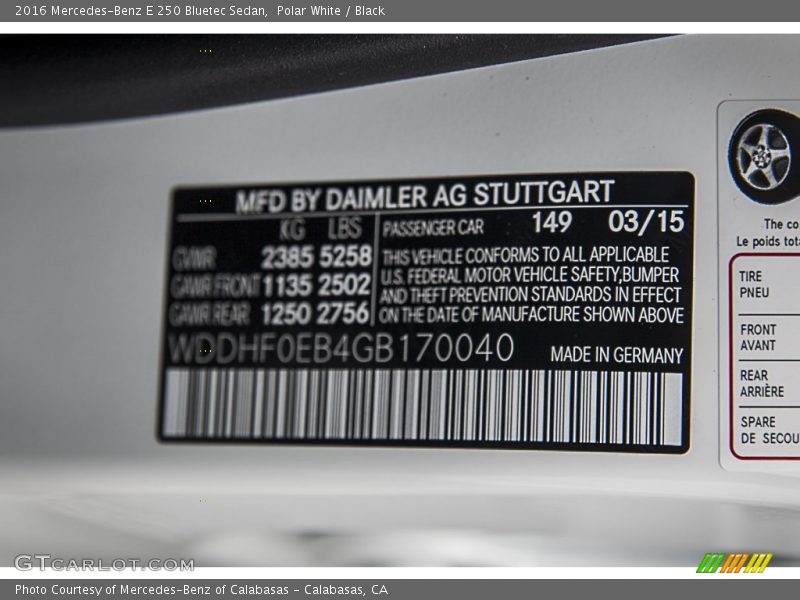 2016 Mercedes-Benz E 250 Bluetec Sedan,  Polar White / Black
MFD BY DAIMLER AG STUTTGART
KG LBS
GVWR 2385 5258
GAWR FRONT 1135 2502
GAWR REAR 1250 2756
PASSENGER CAR 149 03/15
THIS VEHICLE CONFORMS TO ALL APPLICABLE
U.S. FEDERAL MOTOR VEHICLE SAFETY,BUMPER
AND THEFT PREVENTION STANDARDS IN EFFECT
ON THE DATE OF MANUFACTURE SHOWN ABOVE
WDDHF0EB4GB170040 MADE IN GERMANY
The co
Le poids tota
TIRE
PNEU
FRONT
AVANT
REAR
ARRIÈRE
SPARE
DE SECOU
GTcarlot.com
Photo Courtesy of Mercedes-Benz of Calabasas - Calabasas, CA